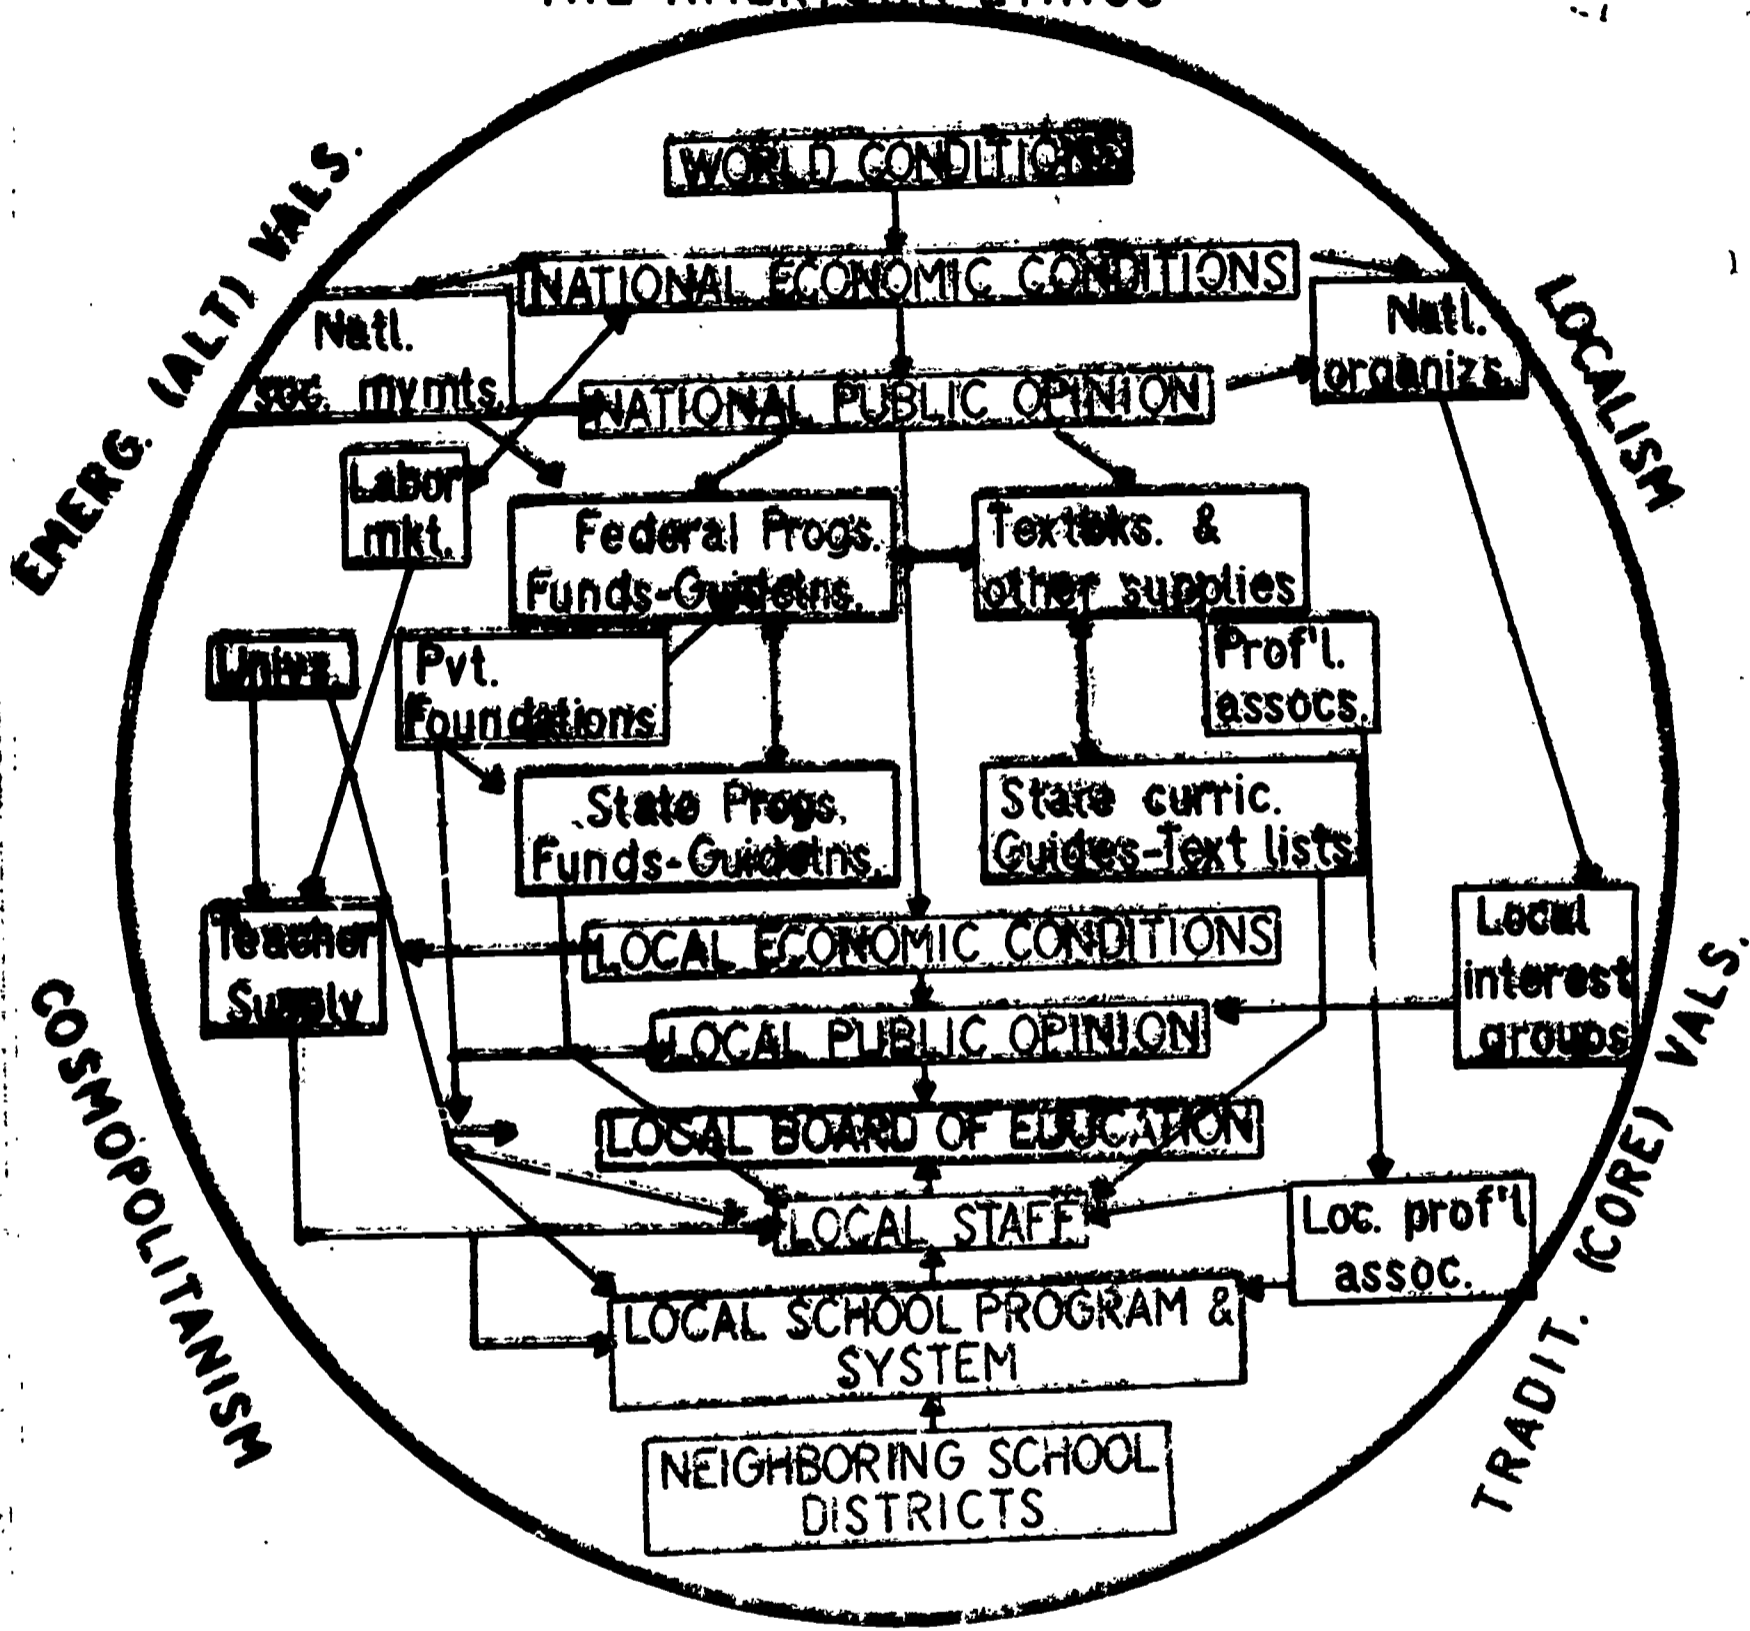 WORLD CONDITIONS
NATIONAL ECONOMIC CONDITIONS
Natl.
soc. mvmts.
Natl.
organizs.
NATIONAL PUBLIC OPINION
Labor
mkt.
Federal Progs.
Funds-Guidelns.
Textbks. &
other supplies
Univs.
Pvt.
Foundations
Prof'l.
assocs.
State Progs.
Funds-Guidelns.
State curric.
Guides-Text lists
Teacher
Supply
LOCAL ECONOMIC CONDITIONS
Local
interest
groups
LOCAL PUBLIC OPINION
LOCAL BOARD OF EDUCATION
LOCAL STAFF
Loc. prof'l
assoc.
LOCAL SCHOOL PROGRAM &
SYSTEM
NEIGHBORING SCHOOL
DISTRICTS
EMERG. (ALT) VALS.
LOCALISM
COSMOPOLITANISM
TRADIT. (CORE) VALS.